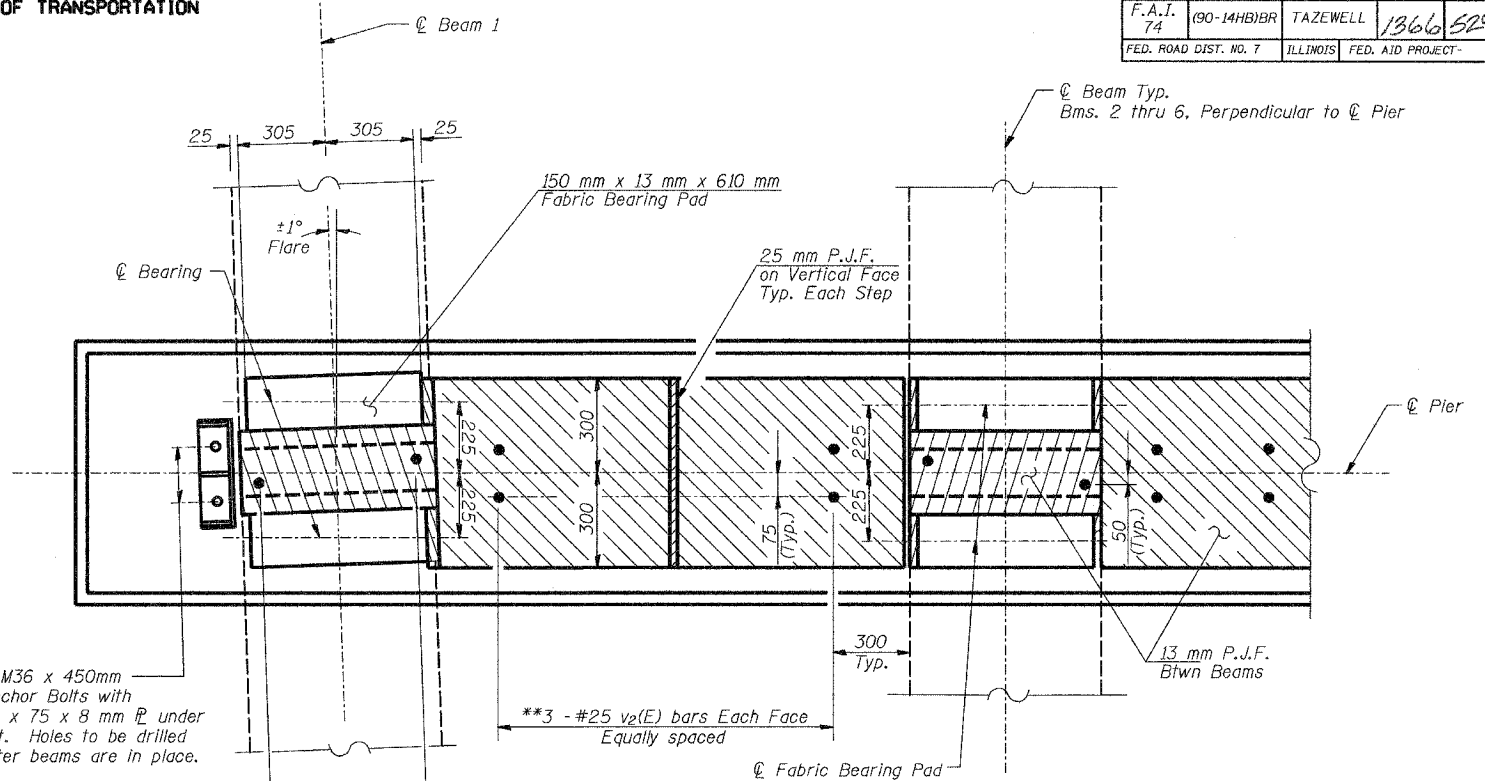 OF TRANSPORTATION
F.A.I. 74
(90-14HB)BR
TAZEWELL
1366
FED. ROAD DIST. NO. 7
ILLINOIS
FED. AID PROJECT-
℄ Beam 1
℄ Beam Typ.
Bms. 2 thru 6, Perpendicular to ℄ Pier
25
305
305
25
150 mm x 13 mm x 610 mm
Fabric Bearing Pad
±1°
Flare
℄ Bearing
25 mm P.J.F.
on Vertical Face
Typ. Each Step
℄ Pier
225
225
300
300
75
(Typ.)
225
225
50
(Typ.)
300
Typ.
13 mm P.J.F.
Btwn Beams
M36 x 450mm
chor Bolts with
x 75 x 8 mm ⅊ under
t. Holes to be drilled
ter beams are in place.
**3 - #25 v2(E) bars Each Face
Equally spaced
℄ Fabric Bearing Pad